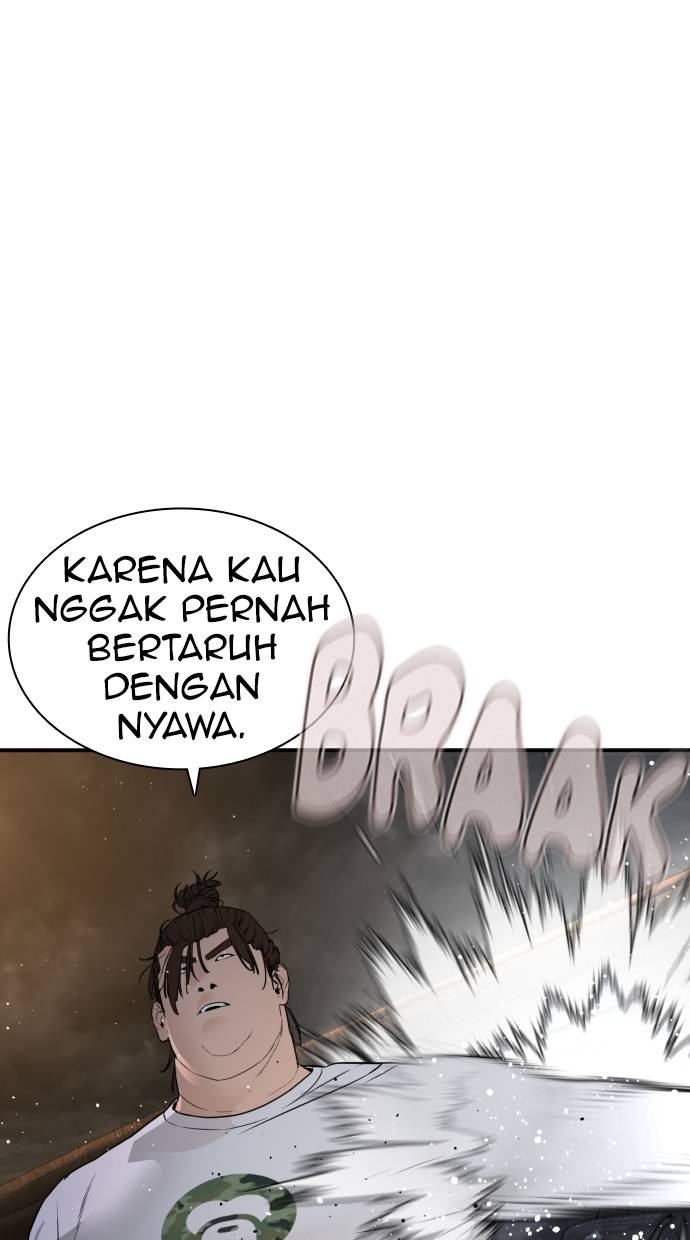 KARENA KAU
NGGAK PERNAH
BERTARUH
DENGAN
NYAWA.
BRAAK